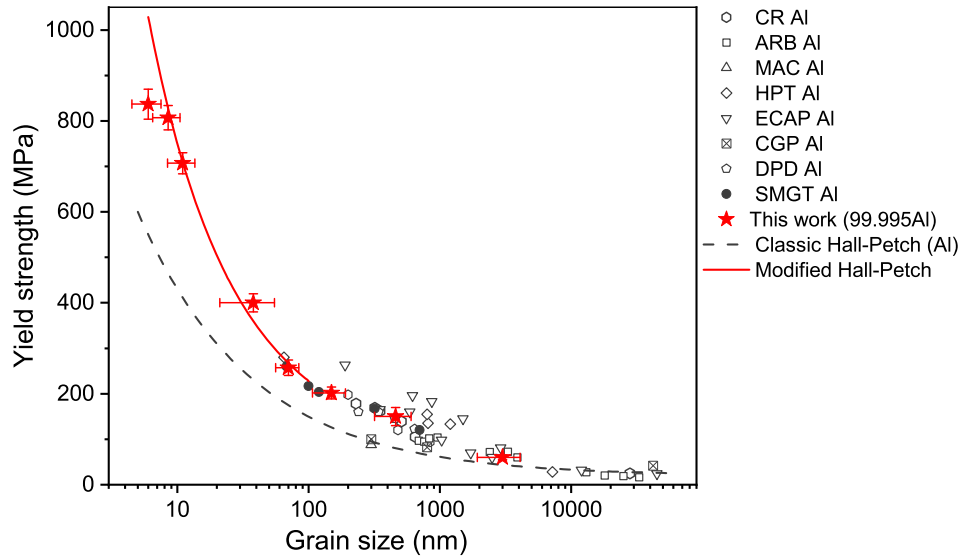 1000
800
600
400
200
0
Yield strength (MPa)
10
100
1000
10000
Grain size (nm)
CR Al
ARB Al
MAC Al
HPT Al
ECAP Al
CGP Al
DPD Al
SMGT Al
This work (99.995Al)
Classic Hall-Petch (Al)
Modified Hall-Petch